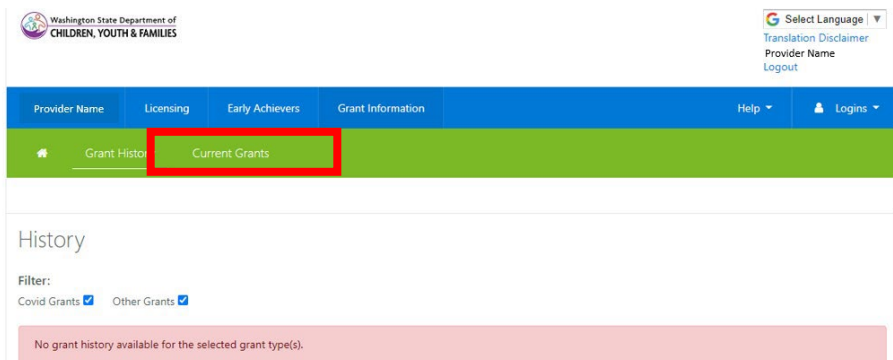 Washington State Department of
CHILDREN, YOUTH & FAMILIES
Select Language
Translation Disclaimer
Provider Name
Logout
Provider Name Licensing Early Achievers Grant Information Help Logins
Grant Histor Current Grants
History
Filter:
Covid Grants Other Grants
No grant history available for the selected grant type(s).